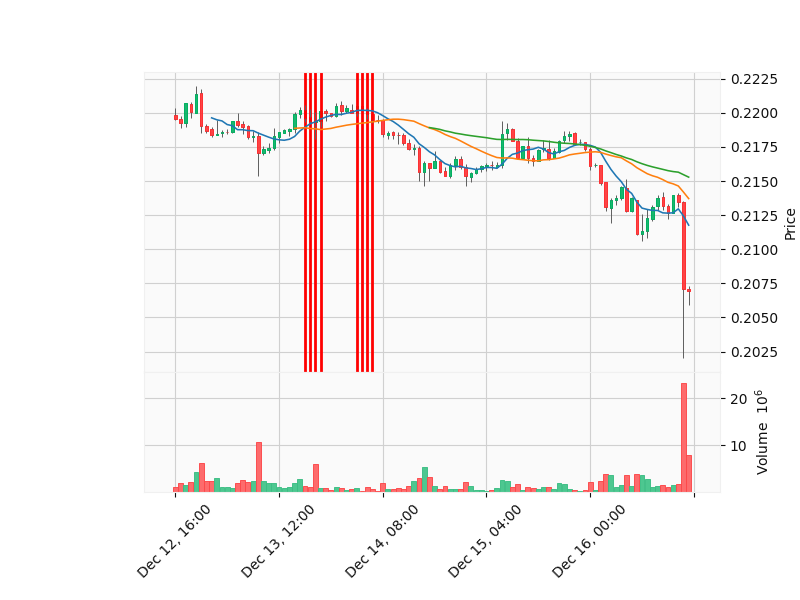 0.2225
0.2200
0.2175
0.2150
0.2125
0.2100
0.2075
0.2050
0.2025
Price
20
10
Volume 10⁶
Dec 12, 16:00
Dec 13, 12:00
Dec 14, 08:00
Dec 15, 04:00
Dec 16, 00:00